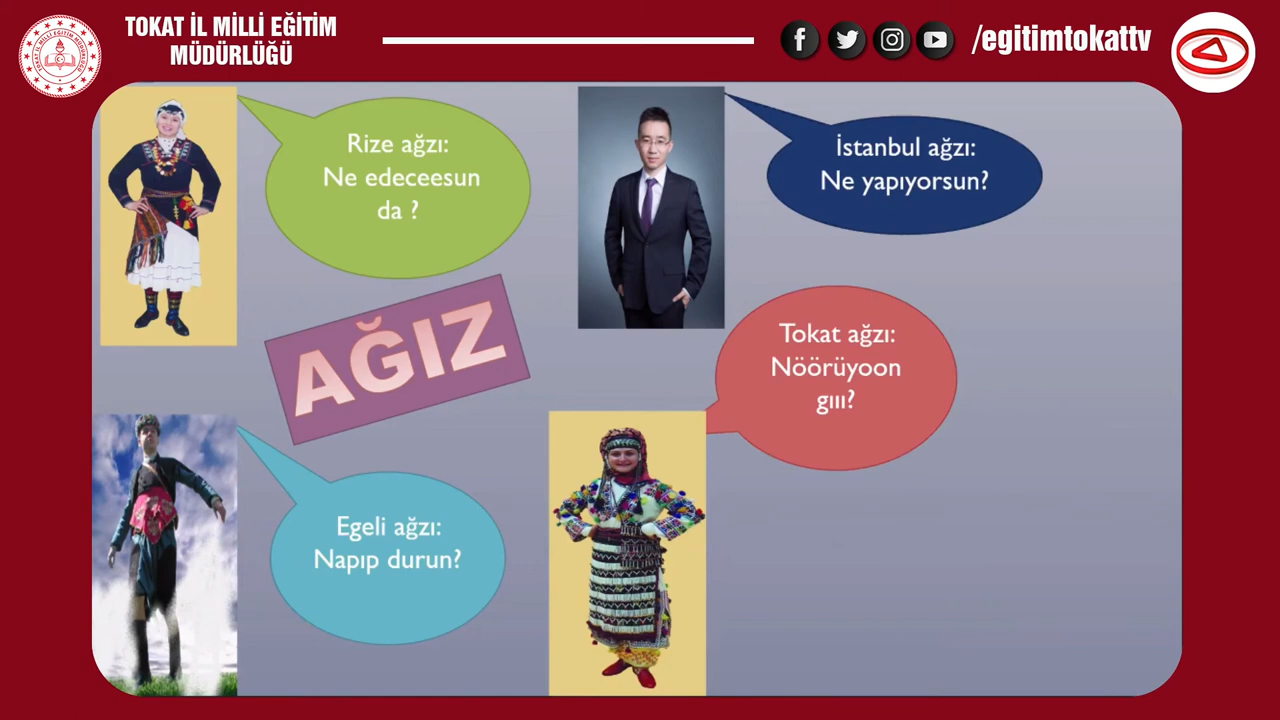 TOKAT İL MİLLİ EĞİTİM
MÜDÜRLÜĞÜ
/egitimtokattv
Rize ağzı:
Ne edeceesun
da ?
İstanbul ağzı:
Ne yapıyorsun?
AĞIZ
Tokat ağzı:
Nöörüyoon
gııı?
Egeli ağzı:
Napıp durun?